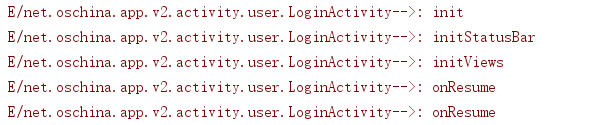 E/net.oschina.app.v2.activity.user.LoginActivity-->: init
E/net.oschina.app.v2.activity.user.LoginActivity-->: initStatusBar
E/net.oschina.app.v2.activity.user.LoginActivity-->: initViews
E/net.oschina.app.v2.activity.user.LoginActivity-->: onResume
E/net.oschina.app.v2.activity.user.LoginActivity-->: onResume